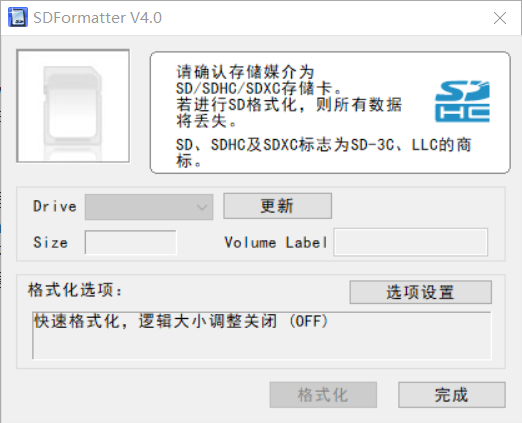 SDFormatter V4.0
请确认存储媒介为
SD/SDHC/SDXC存储卡。
若进行SD格式化，则所有数据
将丢失。
SD、SDHC及SDXC标志为SD-3C、LLC的商
标。
SD
HC
Drive
更新
Size
Volume Label
格式化选项：
选项设置
快速格式化，逻辑大小调整关闭 (OFF)
格式化
完成